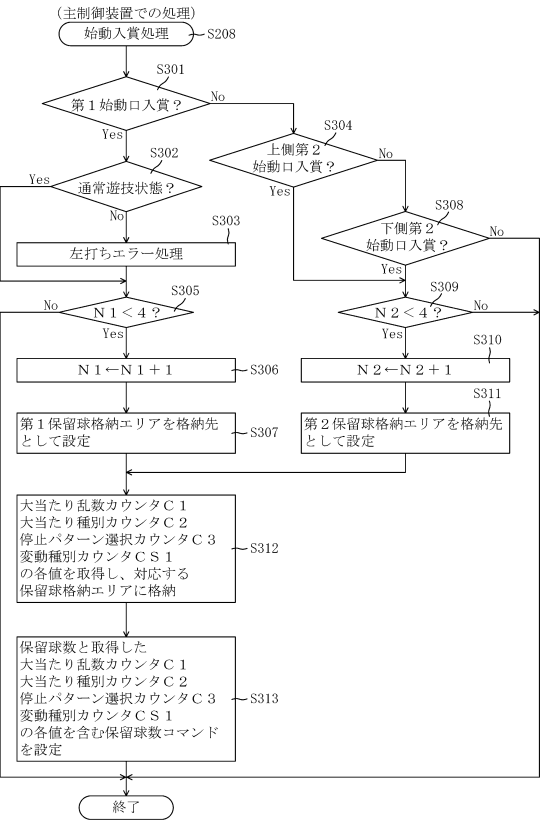 (主制御装置での処理)
始動入賞処理
S208
S301
第１始動口入賞？
No
Yes
S304
上側第２
始動口入賞？
No
Yes
S302
通常遊技状態？
Yes
No
S308
下側第２
始動口入賞？
No
Yes
S303
左打ちエラー処理
S305
Ｎ１＜４？
No
Yes
S309
Ｎ２＜４？
No
Yes
Ｎ１←Ｎ１＋１
S306
S310
Ｎ２←Ｎ２＋１
第１保留球格納エリアを格納先
として設定
S307
S311
第２保留球格納エリアを格納先
として設定
大当たり乱数カウンタＣ１
大当たり種別カウンタＣ２
停止パターン選択カウンタＣ３
変動種別カウンタＣＳ１
の各値を取得し、対応する
保留球格納エリアに格納
S312
保留球数と取得した
大当たり乱数カウンタＣ１
大当たり種別カウンタＣ２
停止パターン選択カウンタＣ３
変動種別カウンタＣＳ１
の各値を含む保留球数コマンド
を設定
S313
終了